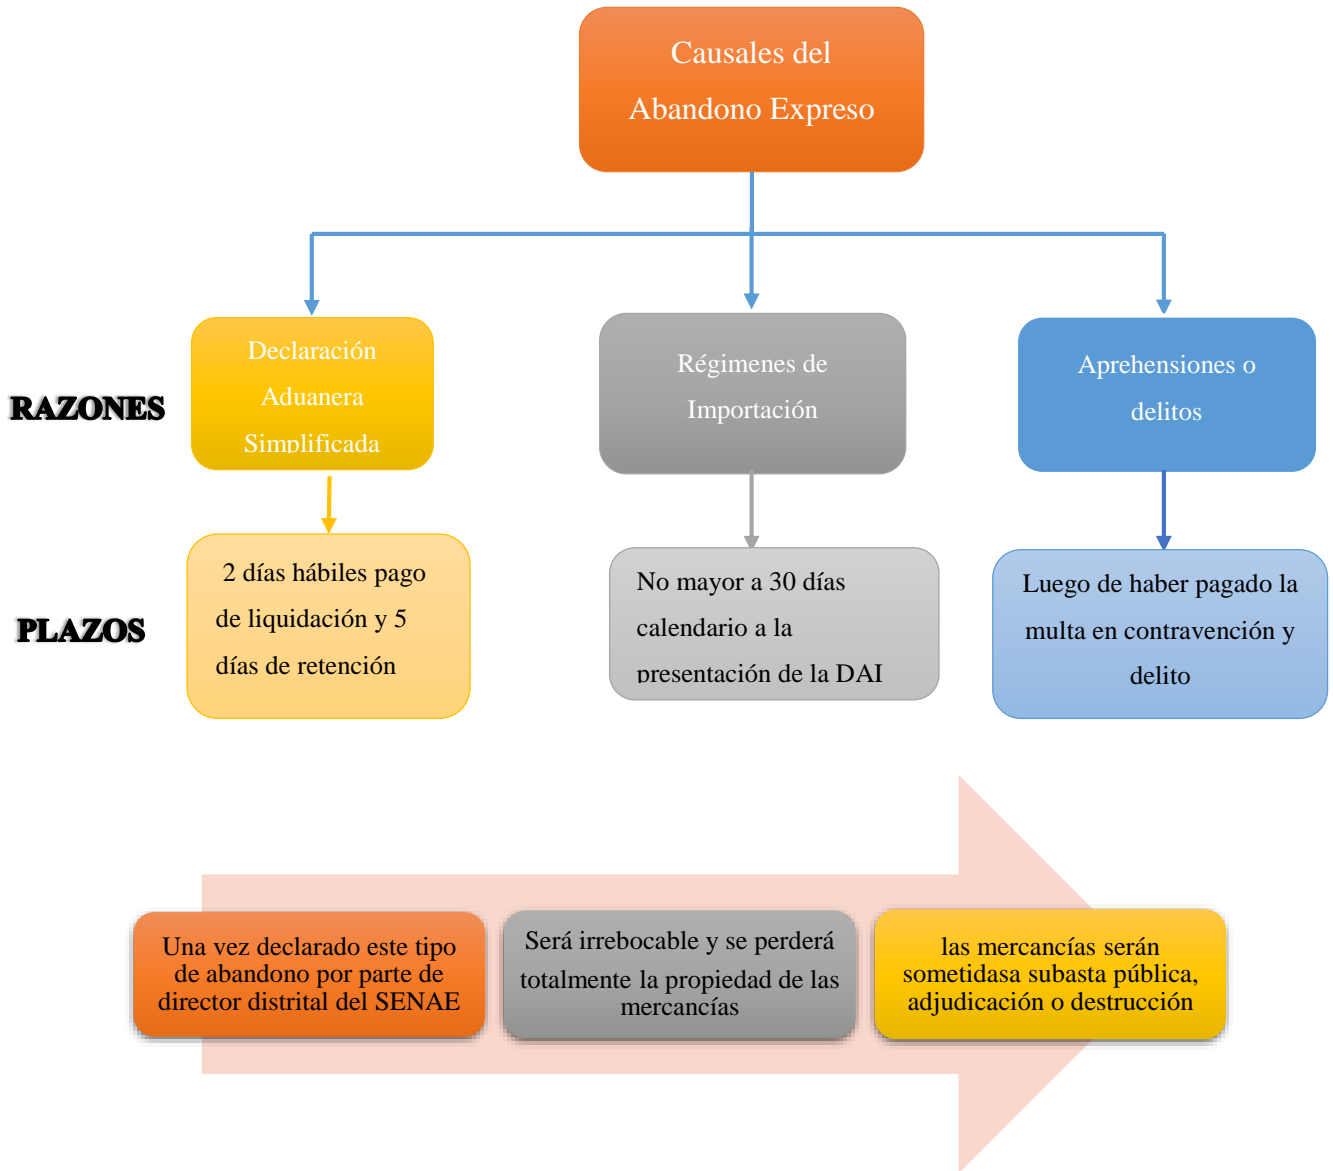 Causales del
Abandono Expreso
RAZONES
Declaración
Aduanera
Simplificada
Régimenes de
Importación
Aprehensiones o
delitos
PLAZOS
2 días hábiles pago
de liquidación y 5
días de retención
No mayor a 30 días
calendario a la
presentación de la DAI
Luego de haber pagado la
multa en contravención y
delito
Una vez declarado este tipo
de abandono por parte de
director distrital del SENAE
Será irrebocable y se perderá
totalmente la propiedad de las
mercancías
las mercancías serán
sometidasa subasta pública,
adjudicación o destrucción